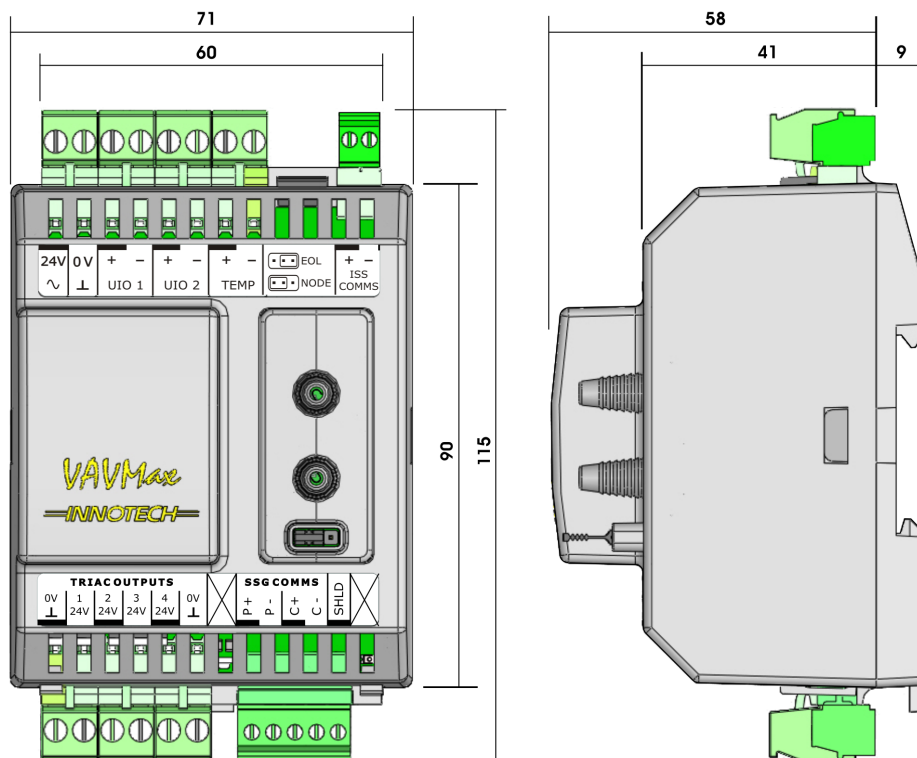 71
58
60
41
9
24V
0V
+ −
+ −
+ −
EOL
+ −
∿
⊥
UIO 1
UIO 2
TEMP
NODE
ISS
COMMS
90
115
VAVMax
INNOTECH
TRIAC OUTPUTS
SSG COMMS
0V
1
2
3
4
0V
P+
P -
C+
C -
SHLD
⊥
24V
24V
24V
24V
⊥